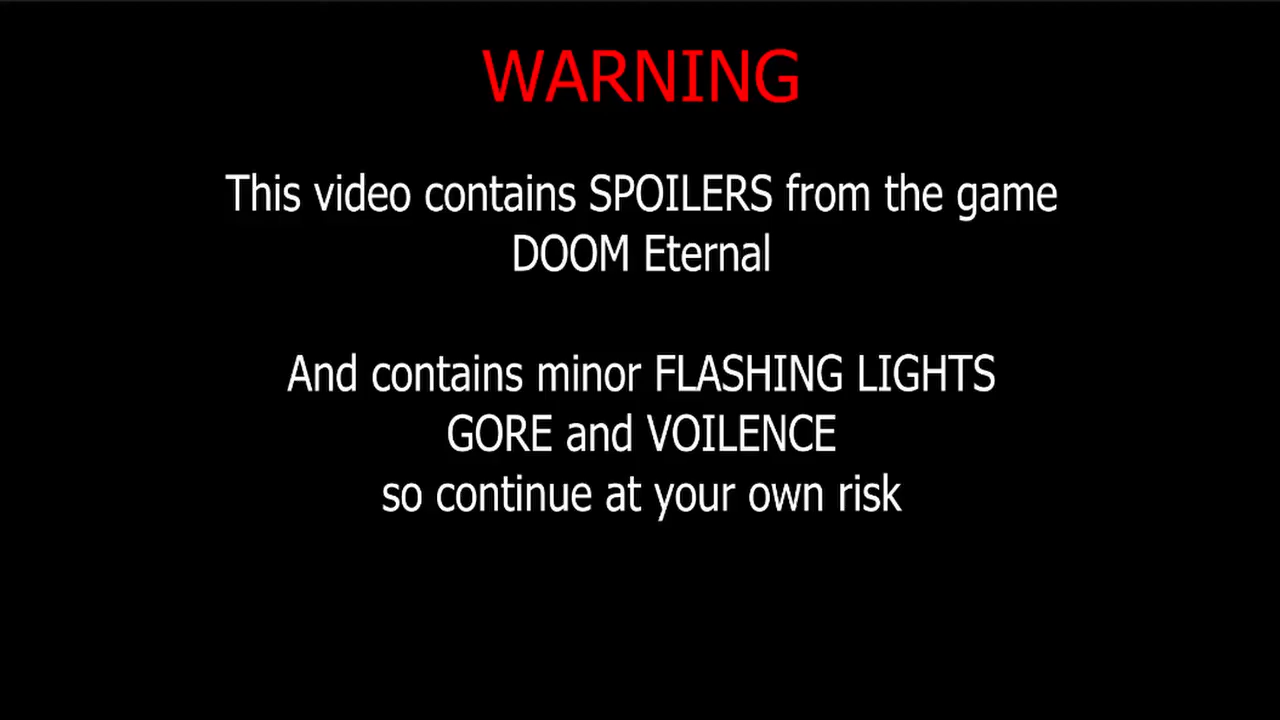 WARNING
This video contains SPOILERS from the game
DOOM Eternal
And contains minor FLASHING LIGHTS
GORE and VOILENCE
so continue at your own risk